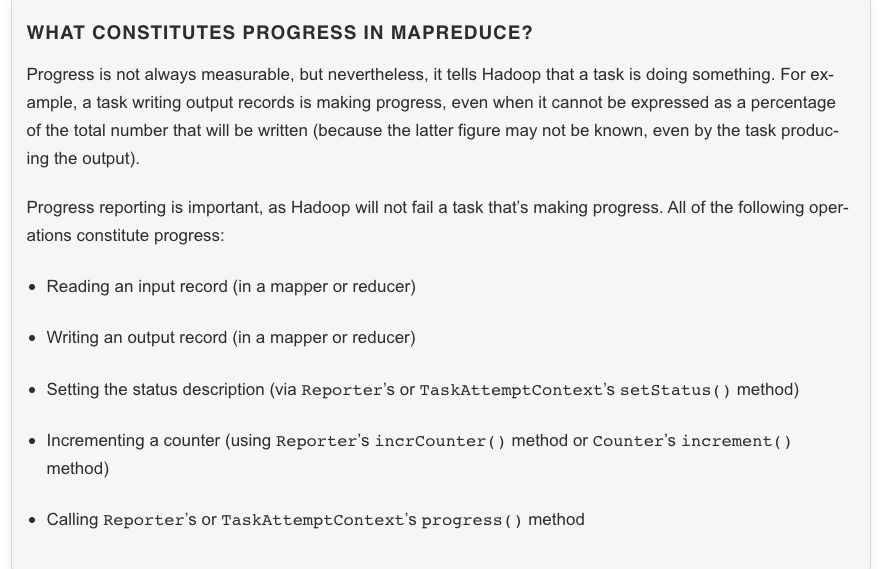 WHAT CONSTITUTES PROGRESS IN MAPREDUCE?
Progress is not always measurable, but nevertheless, it tells Hadoop that a task is doing something. For ex-
ample, a task writing output records is making progress, even when it cannot be expressed as a percentage
of the total number that will be written (because the latter figure may not be known, even by the task produc-
ing the output).
Progress reporting is important, as Hadoop will not fail a task that’s making progress. All of the following oper-
ations constitute progress:
• Reading an input record (in a mapper or reducer)
• Writing an output record (in a mapper or reducer)
• Setting the status description (via Reporter’s or TaskAttemptContext’s setStatus() method)
• Incrementing a counter (using Reporter’s incrCounter() method or Counter’s increment()
method)
• Calling Reporter’s or TaskAttemptContext’s progress() method